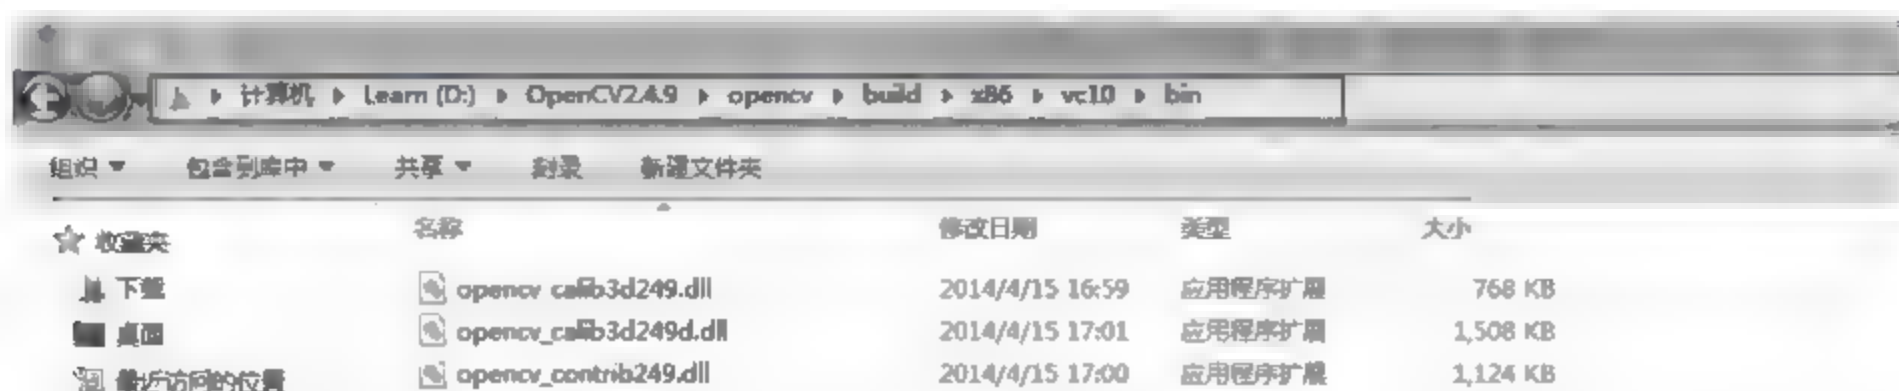 计算机 ▸ Learn (D:) ▸ OpenCV2.4.9 ▸ opencv ▸ build ▸ x86 ▸ vc10 ▸ bin
组织 包含到库中 共享 刻录 新建文件夹
收藏夹 名称 修改日期 类型 大小
下载 opencv_calib3d249.dll 2014/4/15 16:59 应用程序扩展 768 KB
桌面 opencv_calib3d249d.dll 2014/4/15 17:01 应用程序扩展 1,508 KB
最近访问的位置 opencv_contrib249.dll 2014/4/15 17:00 应用程序扩展 1,124 KB